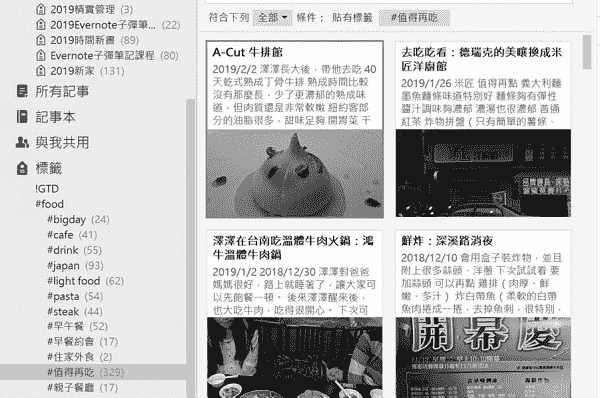 2019精實管理 (3)
2019Evernote子彈筆... (22)
2019時間新書 (89)
Evernote子彈筆記課程 (80)
2019新家 (131)
所有記事
記事本
與我共用
標籤
!GTD
#food
#bigday (24)
#cafe (41)
#drink (55)
#japan (93)
#light food (62)
#pasta (54)
#steak (44)
#早午餐 (52)
#早餐約會 (17)
#住家外食 (2)
#值得再吃 (329)
#親子餐廳 (17)
符合下列 全部 條件： 貼有標籤 #值得再吃
A-Cut 牛排館
2019/2/2 澤澤長大後，帶他去吃 40
天乾式熟成丁骨牛排 熟成時間比較
沒有那麼長，少了更濃郁的熟成味
道，但肉質還是非常軟嫩 紐約客部
分的油脂很多，甜味足夠 開胃菜 干
去吃吃看：德瑞克的美嚷換成米
匠洋廚館
2019/1/26 米匠 值得再點 義大利麵
墨魚麵條味道特別好 麵條夠有彈性
醬汁調味夠濃郁 濃湯也很濃郁 普通
紅茶 炸物拼盤（只有簡單的薯條、
澤澤在台南吃溫體牛肉火鍋：鴻
牛溫體牛肉鍋
2019/1/2 2018/12/30 澤澤對爸爸
媽媽很好，路上就睡著了，讓大家可
以先飽餐一頓。 後來澤澤醒來後，
也大吃牛肉，吃得很開心。 下次可
鮮炸：深溪路消夜
2018/12/10 會用盒子裝炸物，並且
附上很多蒜頭、洋蔥 下次試試看 要
加蒜頭 可以再點 雞排（ 肉厚、鮮
嫩、多汁 ） 炸白帶魚（柔軟的白帶
魚肉捲成一捲，去掉魚刺，很特別，
開幕慶